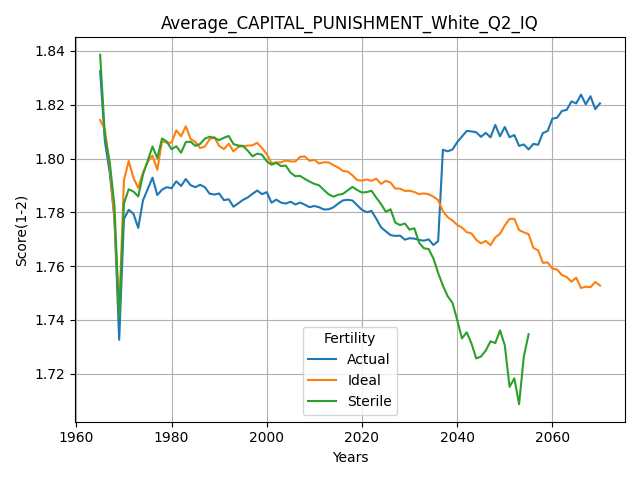 Average_CAPITAL_PUNISHMENT_White_Q2_IQ
1.84
1.82
1.80
1.78
1.76
1.74
1.72
Score(1-2)
Fertility
Actual
Ideal
Sterile
1960
1980
2000
2020
2040
2060
Years